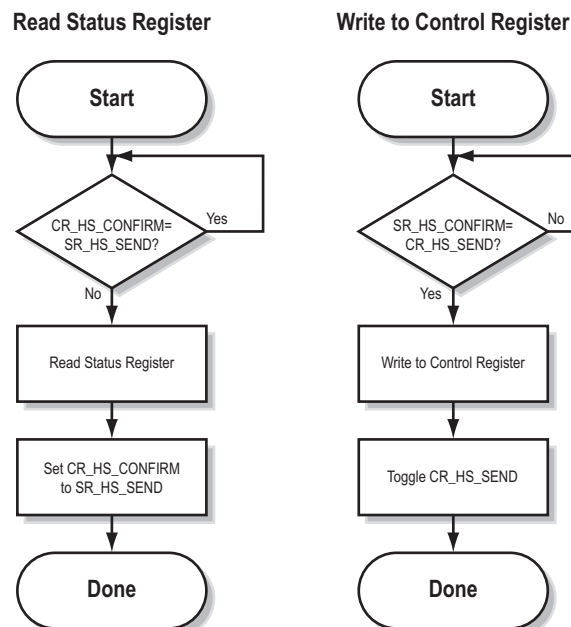 Read Status Register
Start
CR_HS_CONFIRM=
SR_HS_SEND?
Yes
No
Read Status Register
Set CR_HS_CONFIRM
to SR_HS_SEND
Done
Write to Control Register
Start
SR_HS_CONFIRM=
CR_HS_SEND?
No
Yes
Write to Control Register
Toggle CR_HS_SEND
Done